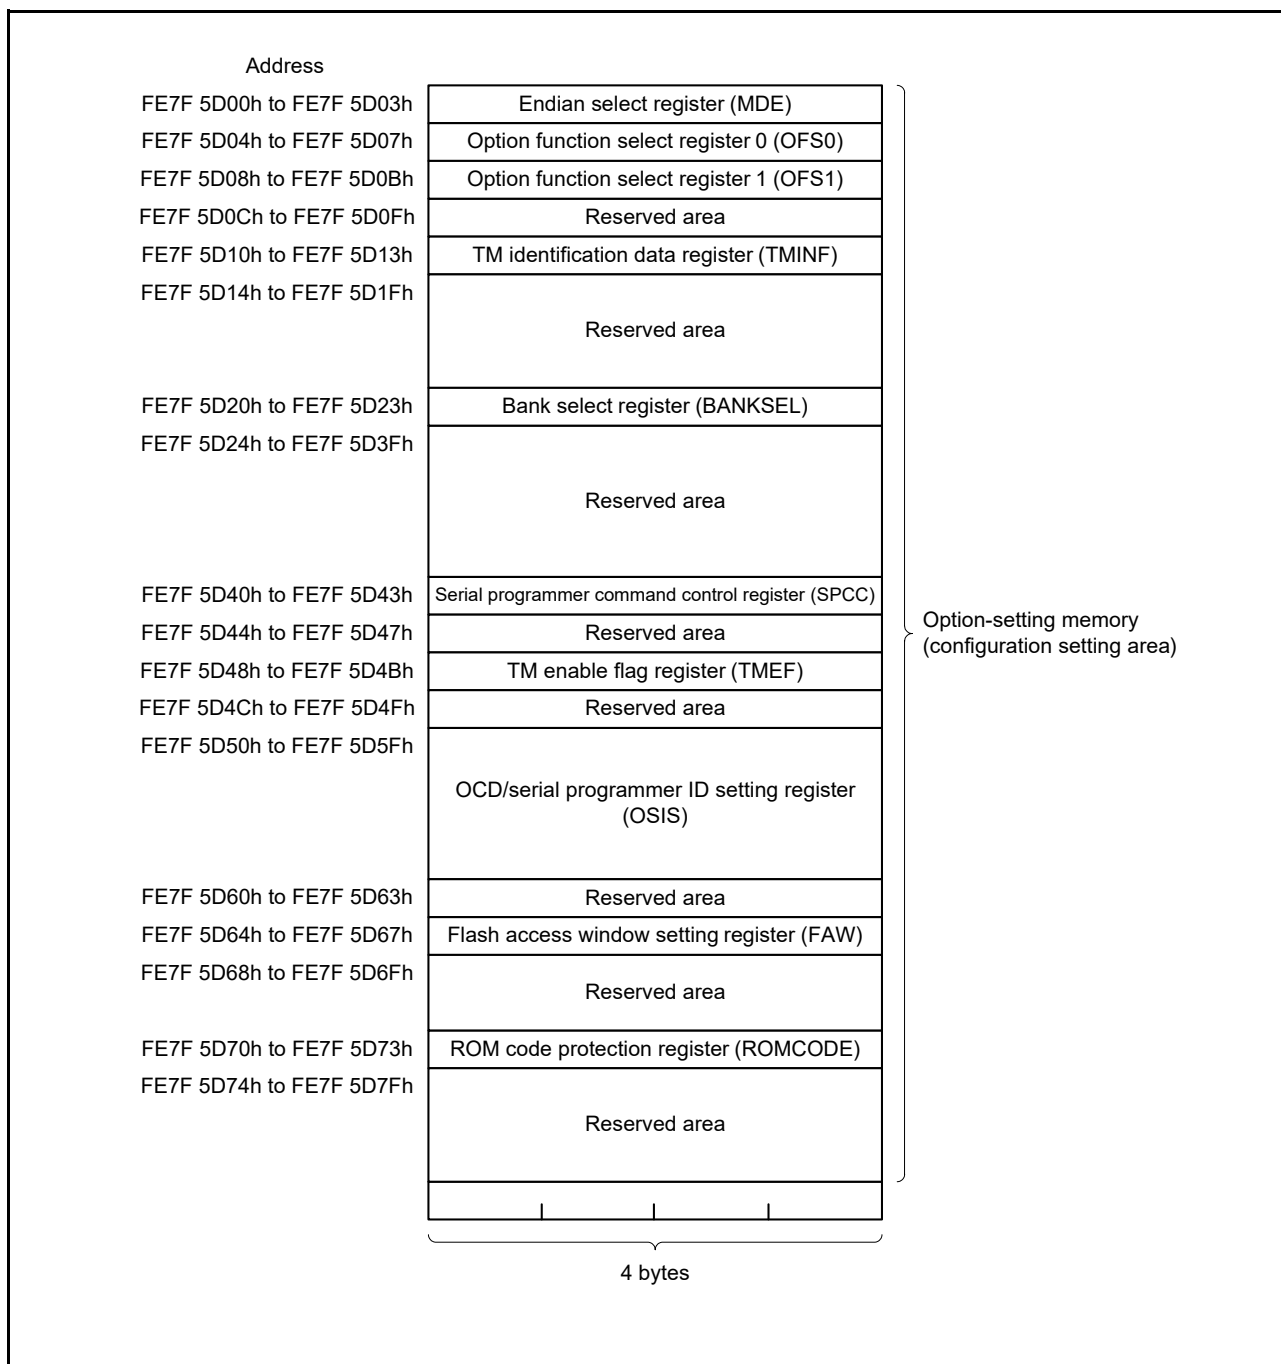 Address
FE7F 5D00h to FE7F 5D03h Endian select register (MDE)
FE7F 5D04h to FE7F 5D07h Option function select register 0 (OFS0)
FE7F 5D08h to FE7F 5D0Bh Option function select register 1 (OFS1)
FE7F 5D0Ch to FE7F 5D0Fh Reserved area
FE7F 5D10h to FE7F 5D13h TM identification data register (TMINF)
FE7F 5D14h to FE7F 5D1Fh
Reserved area
FE7F 5D20h to FE7F 5D23h Bank select register (BANKSEL)
FE7F 5D24h to FE7F 5D3Fh
Reserved area
FE7F 5D40h to FE7F 5D43h Serial programmer command control register (SPCC)
Option-setting memory
(configuration setting area)
FE7F 5D44h to FE7F 5D47h Reserved area
FE7F 5D48h to FE7F 5D4Bh TM enable flag register (TMEF)
FE7F 5D4Ch to FE7F 5D4Fh Reserved area
FE7F 5D50h to FE7F 5D5Fh
OCD/serial programmer ID setting register
(OSIS)
FE7F 5D60h to FE7F 5D63h Reserved area
FE7F 5D64h to FE7F 5D67h Flash access window setting register (FAW)
FE7F 5D68h to FE7F 5D6Fh
Reserved area
FE7F 5D70h to FE7F 5D73h ROM code protection register (ROMCODE)
FE7F 5D74h to FE7F 5D7Fh
Reserved area
4 bytes